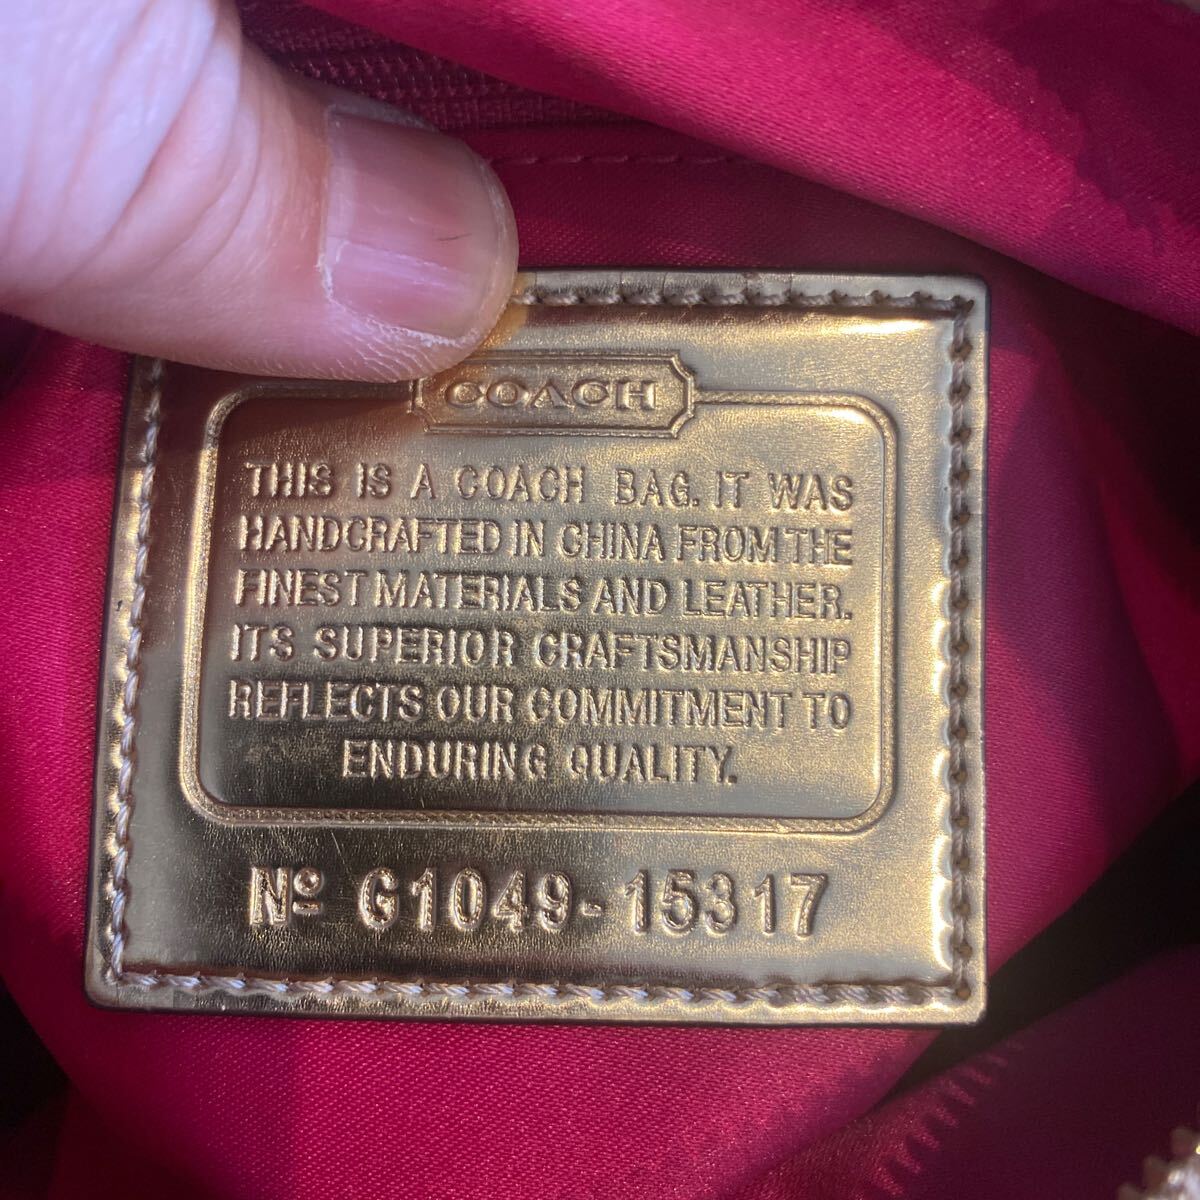 COACH
THIS IS A COACH BAG. IT WAS
HANDCRAFTED IN CHINA FROM THE
FINEST MATERIALS AND LEATHER.
ITS SUPERIOR CRAFTSMANSHIP
REFLECTS OUR COMMITMENT TO
ENDURING QUALITY.
Nº G1049-15317